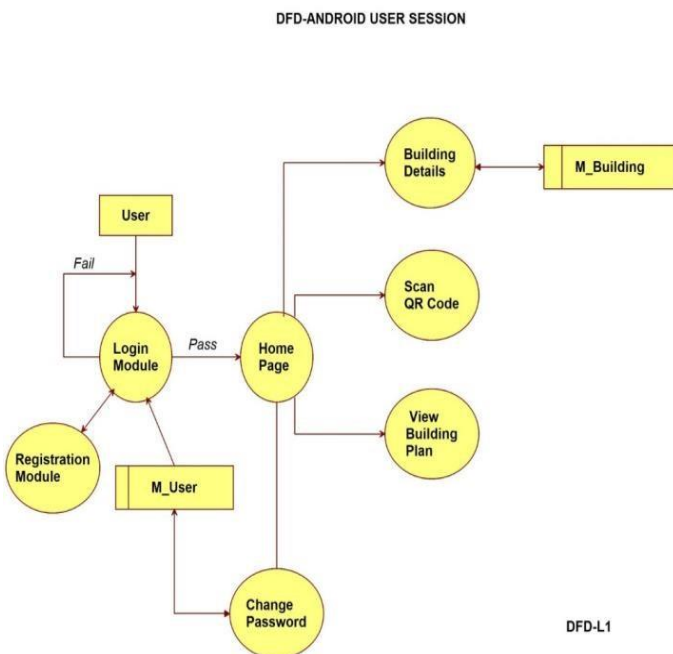 DFD-ANDROID USER SESSION
Building
Details
M_Building
User
Fail
Scan
QR Code
Login
Module
Pass
Home
Page
View
Building
Plan
Registration
Module
M_User
Change
Password
DFD-L1